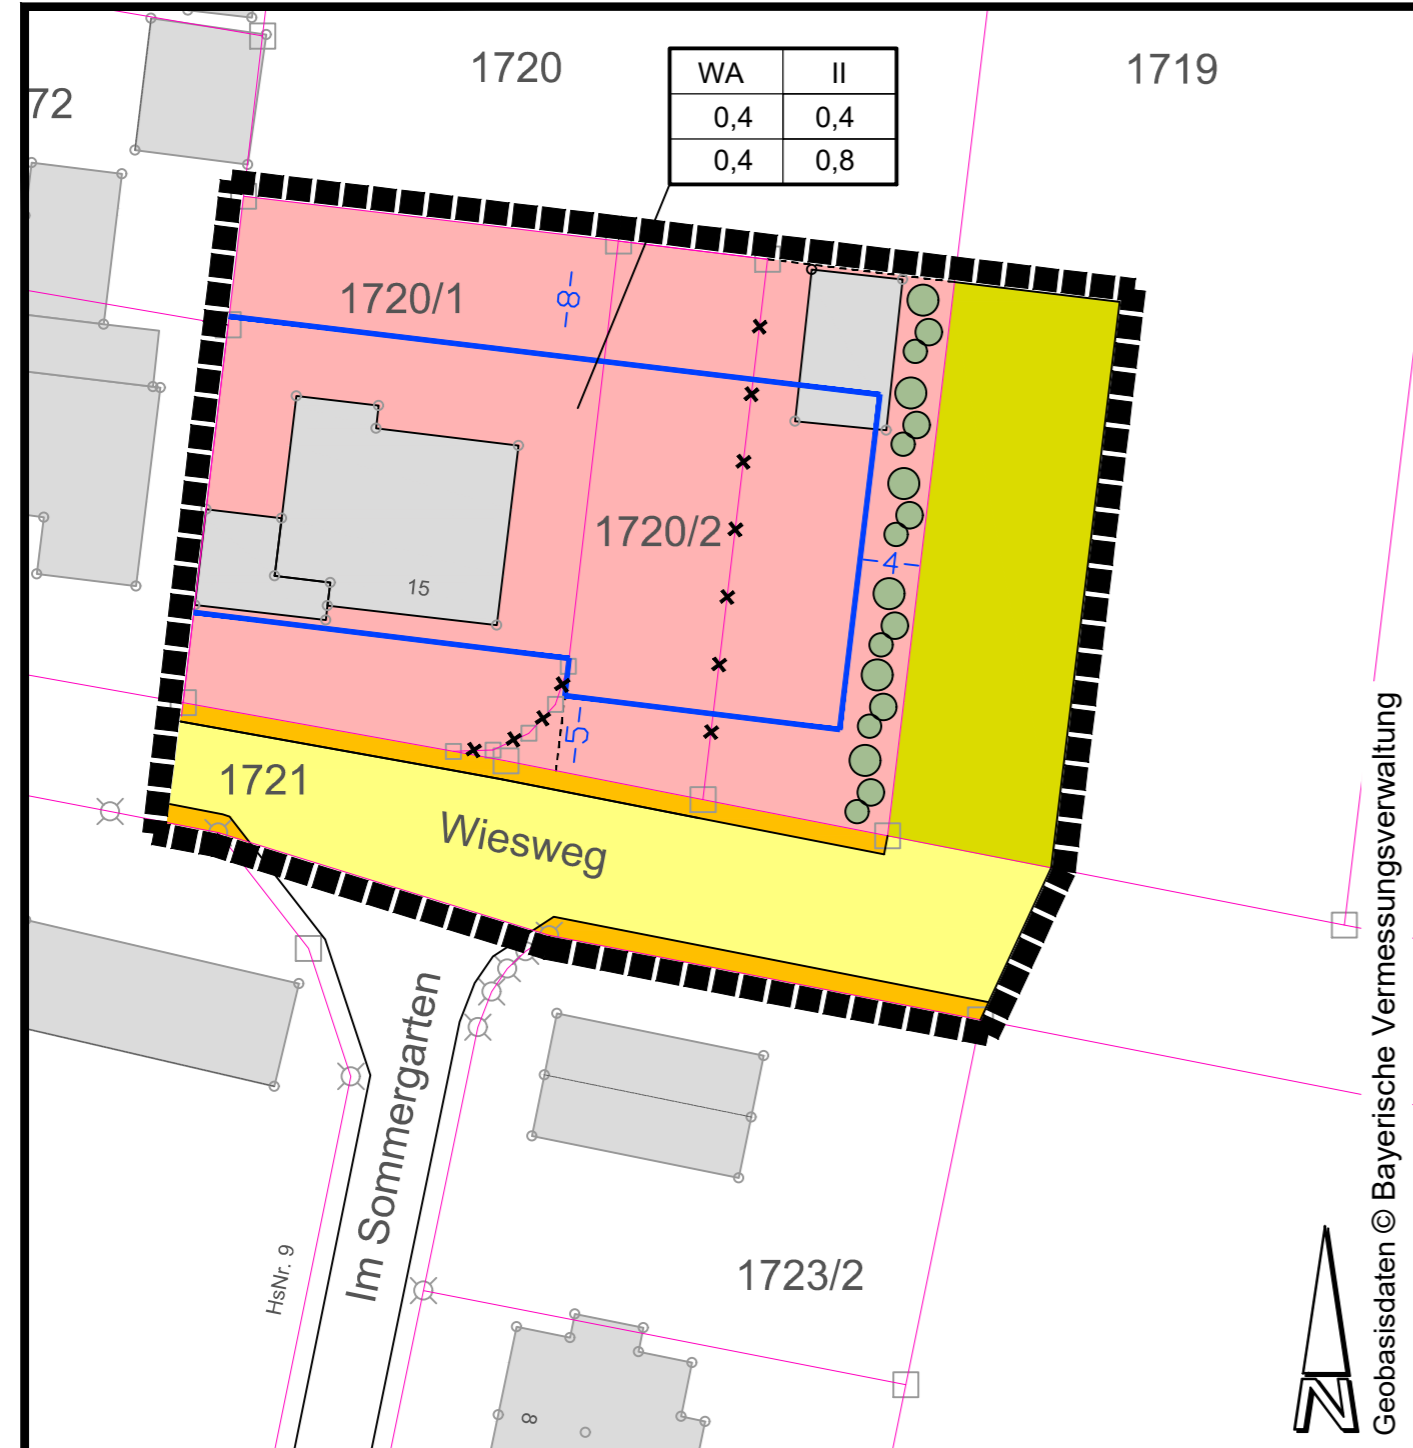 1720
1719
72
WA II
0,4 0,4
0,4 0,8
1720/1
-8-
1720/2
-4-
15
-5-
1721
Wiesweg
Im Sommergarten
HsNr. 9
1723/2
8
N
Geobasisdaten © Bayerische Vermessungsverwaltung